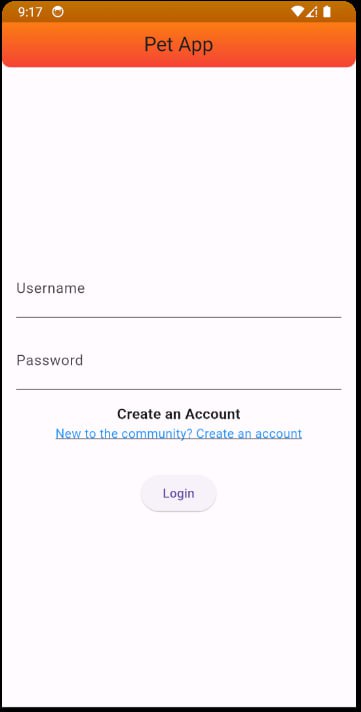 9:17
Pet App
Username
Password
Create an Account
New to the community? Create an account
Login